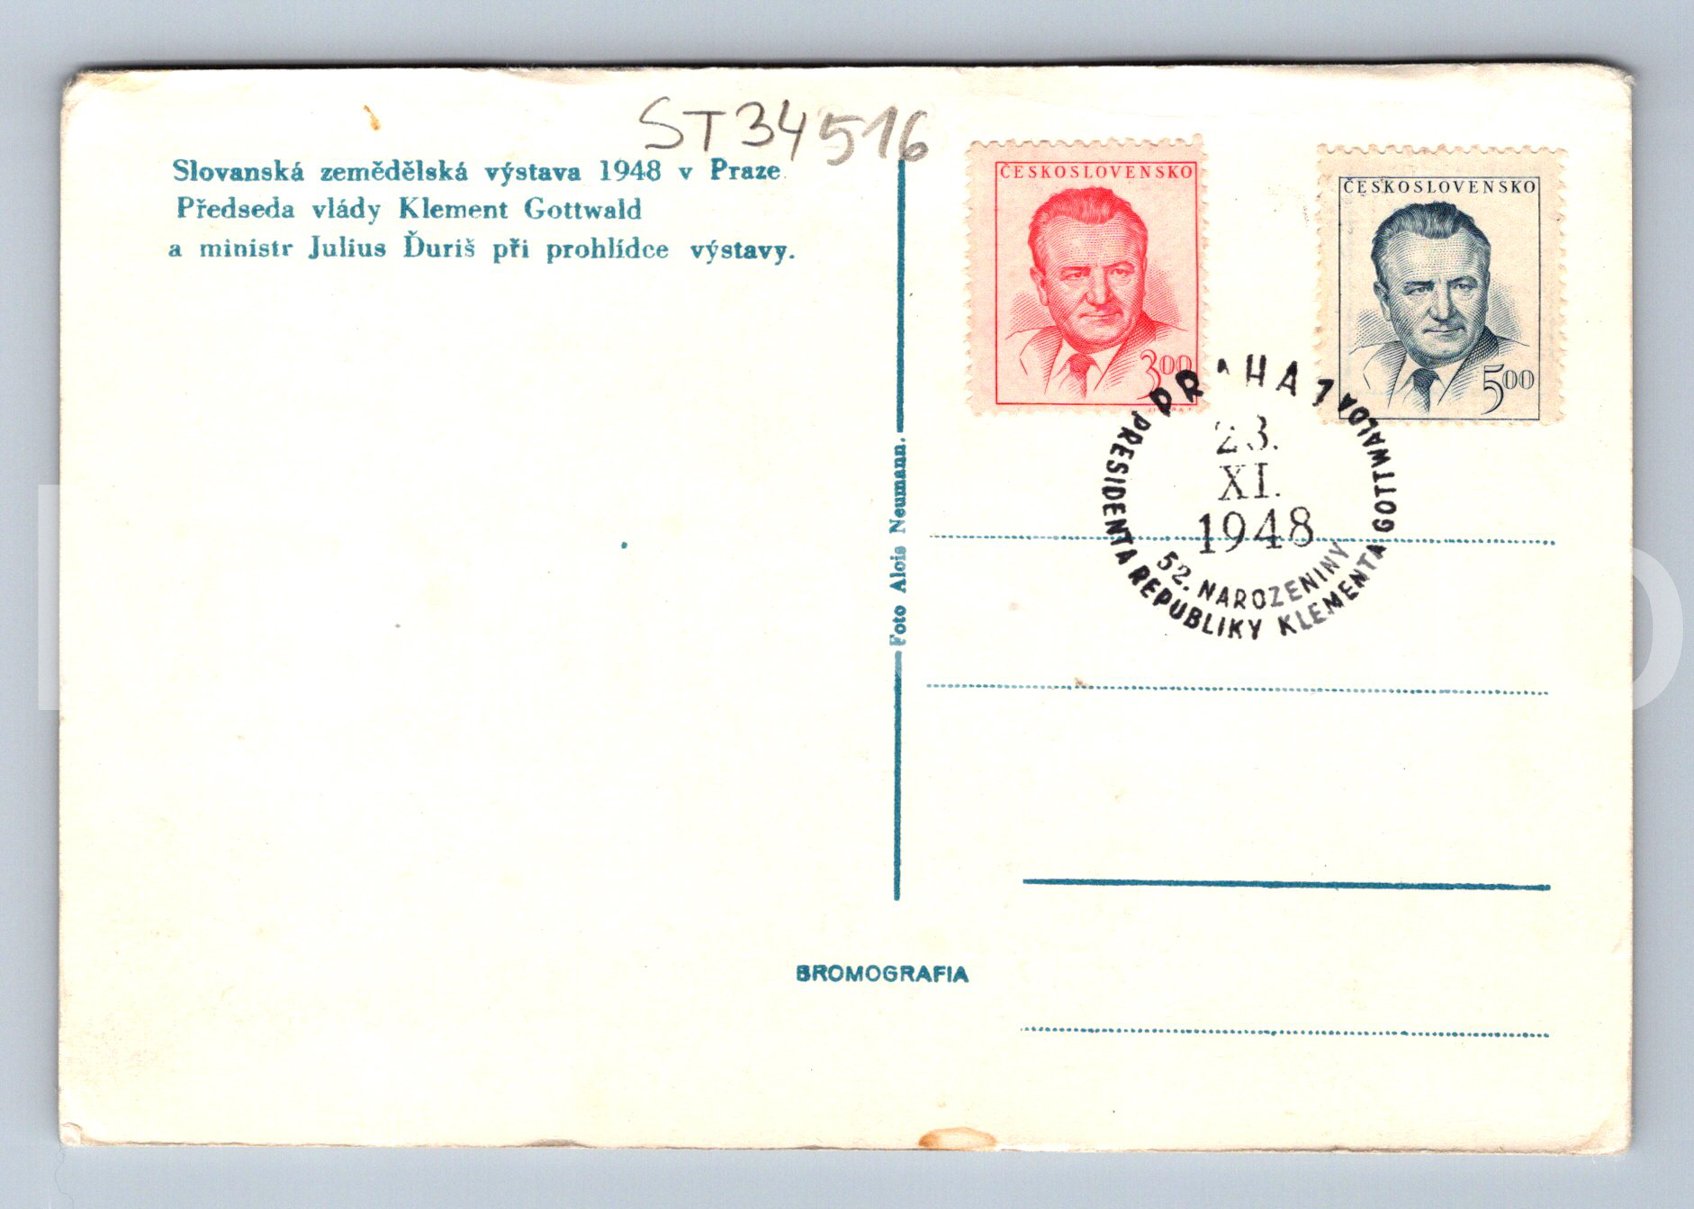 ST34516
Slovanská zemědělská výstava 1948 v Praze
Předseda vlády Klement Gottwald
a ministr Julius Ďuriš při prohlídce výstavy.
ČESKOSLOVENSKO
3.00
ČESKOSLOVENSKO
5.00
PRAHA 1
23.
XI.
1948
52. NAROZENINY
PRESIDENTA REPUBLIKY KLEMENTA GOTTWALDA
Foto Alois Neumann.
BROMOGRAFIA